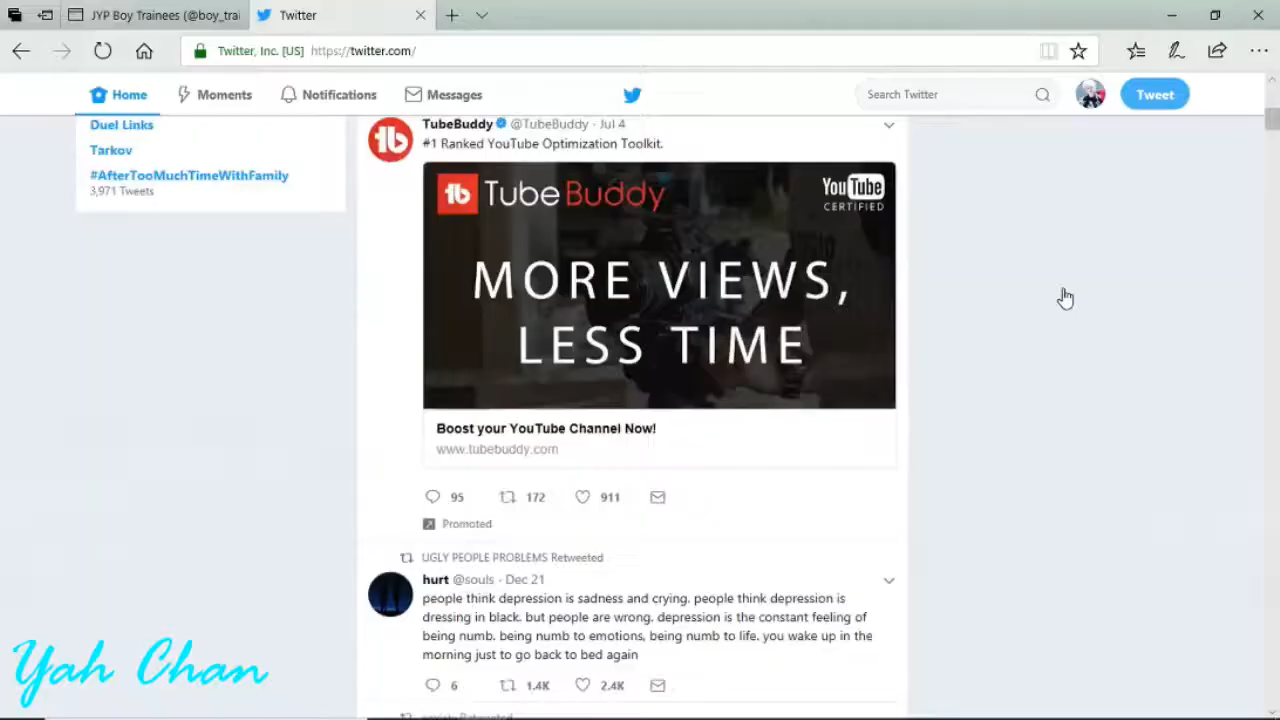 JYP Boy Trainees (@boy_trai
Twitter
Twitter, Inc. [US] https://twitter.com/
Home
Moments
Notifications
Messages
Search Twitter
Tweet
Duel Links
Tarkov
#AfterTooMuchTimeWithFamily
3,971 Tweets
TubeBuddy @TubeBuddy · Jul 4
#1 Ranked YouTube Optimization Toolkit.
tb TubeBuddy
YouTube
CERTIFIED
MORE VIEWS,
LESS TIME
Boost your YouTube Channel Now!
www.tubebuddy.com
95 172 911
Promoted
UGLY PEOPLE PROBLEMS Retweeted
hurt @souls · Dec 21
people think depression is sadness and crying. people think depression is
dressing in black. but people are wrong. depression is the constant feeling of
being numb. being numb to emotions, being numb to life. you wake up in the
morning just to go back to bed again
6 1.4K 2.4K
Yah Chan